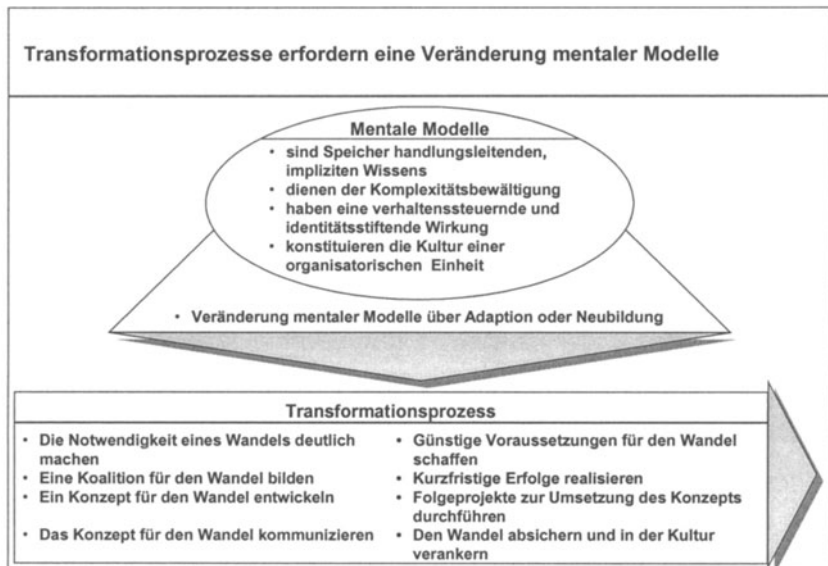 Transformationsprozesse erfordern eine Veränderung mentaler Modelle
Mentale Modelle
• sind Speicher handlungsleitenden,
impliziten Wissens
• dienen der Komplexitätsbewältigung
• haben eine verhaltenssteuernde und
identitätsstiftende Wirkung
• konstituieren die Kultur einer
organisatorischen Einheit
• Veränderung mentaler Modelle über Adaption oder Neubildung
Transformationsprozess
• Die Notwendigkeit eines Wandels deutlich
machen
• Eine Koalition für den Wandel bilden
• Ein Konzept für den Wandel entwickeln
• Das Konzept für den Wandel kommunizieren
• Günstige Voraussetzungen für den Wandel
schaffen
• Kurzfristige Erfolge realisieren
• Folgeprojekte zur Umsetzung des Konzepts
durchführen
• Den Wandel absichern und in der Kultur
verankern